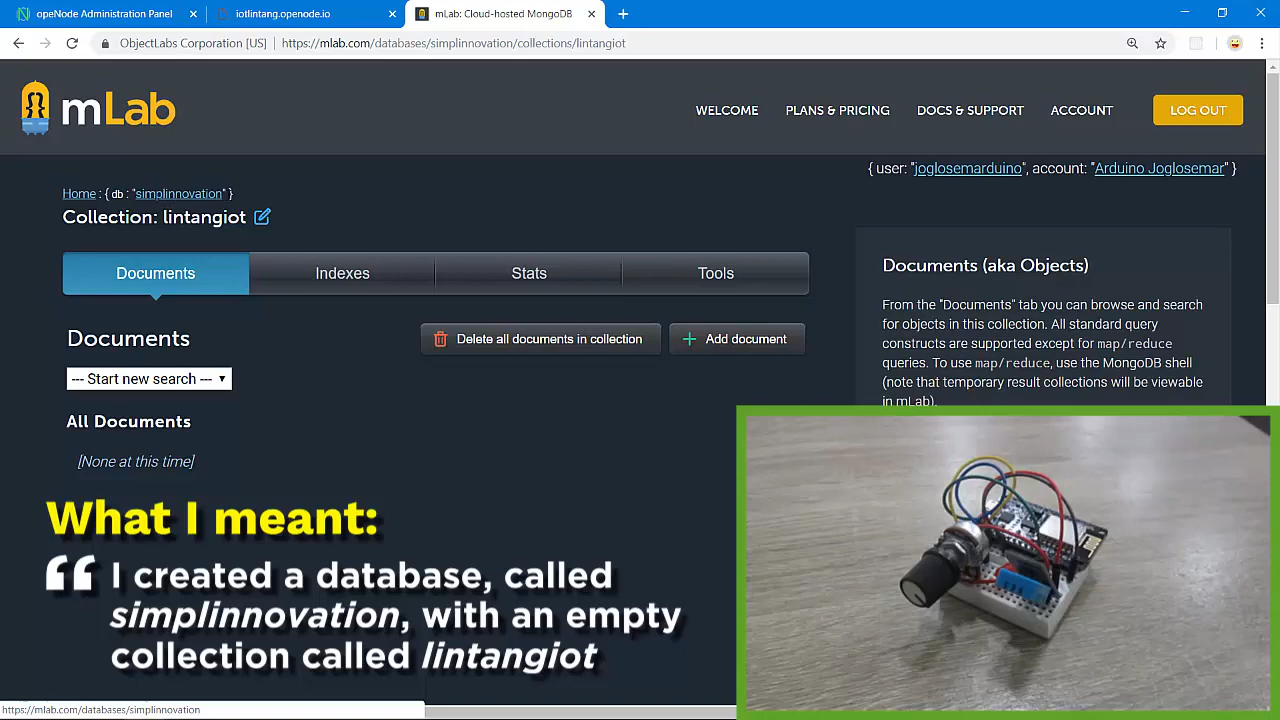 opeNode Administration Panel
iotlintang.openode.io
mLab: Cloud-hosted MongoDB
ObjectLabs Corporation [US]
https://mlab.com/databases/simplinnovation/collections/lintangiot
mLab
WELCOME
PLANS & PRICING
DOCS & SUPPORT
ACCOUNT
LOG OUT
{ user: "joglosemarduino", account: "Arduino Joglosemar" }
Home : { db : "simplinnovation" }
Collection: lintangiot
Documents
Indexes
Stats
Tools
Documents
Delete all documents in collection
Add document
--- Start new search ---
All Documents
[None at this time]
Documents (aka Objects)
From the "Documents" tab you can browse and search
for objects in this collection. All standard query
constructs are supported except for map/reduce
queries. To use map/reduce, use the MongoDB shell
(note that temporary result collections will be viewable
in mLab).
What I meant:
“ I created a database, called
simplinnovation, with an empty
collection called lintangiot
https://mlab.com/databases/simplinnovation